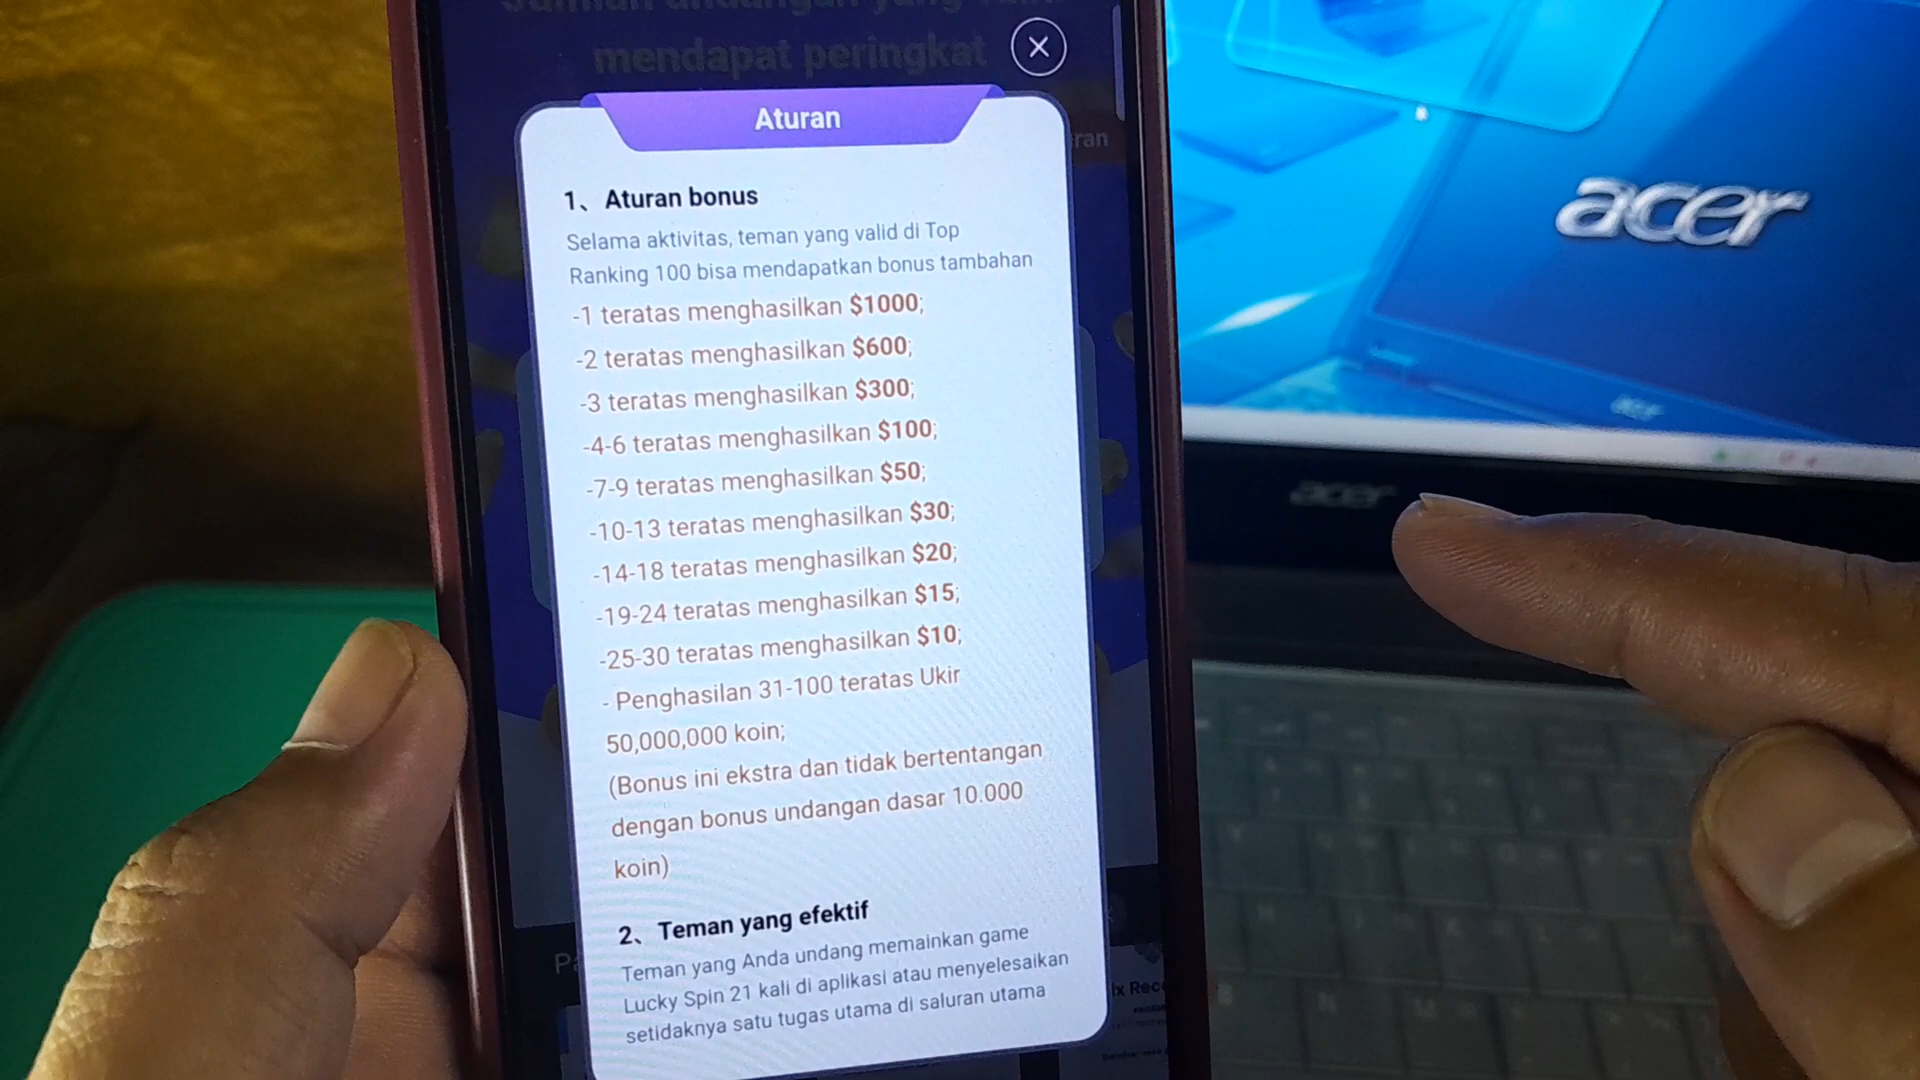 mendapat peringkat
Aturan
1、 Aturan bonus
Selama aktivitas, teman yang valid di Top
Ranking 100 bisa mendapatkan bonus tambahan
-1 teratas menghasilkan $1000;
-2 teratas menghasilkan $600;
-3 teratas menghasilkan $300;
-4-6 teratas menghasilkan $100;
-7-9 teratas menghasilkan $50;
-10-13 teratas menghasilkan $30;
-14-18 teratas menghasilkan $20;
-19-24 teratas menghasilkan $15;
-25-30 teratas menghasilkan $10;
- Penghasilan 31-100 teratas Ukir
50,000,000 koin;
(Bonus ini ekstra dan tidak bertentangan
dengan bonus undangan dasar 10.000
koin)
2、 Teman yang efektif
Teman yang Anda undang memainkan game
Lucky Spin 21 kali di aplikasi atau menyelesaikan
setidaknya satu tugas utama di saluran utama
acer
acer
acer